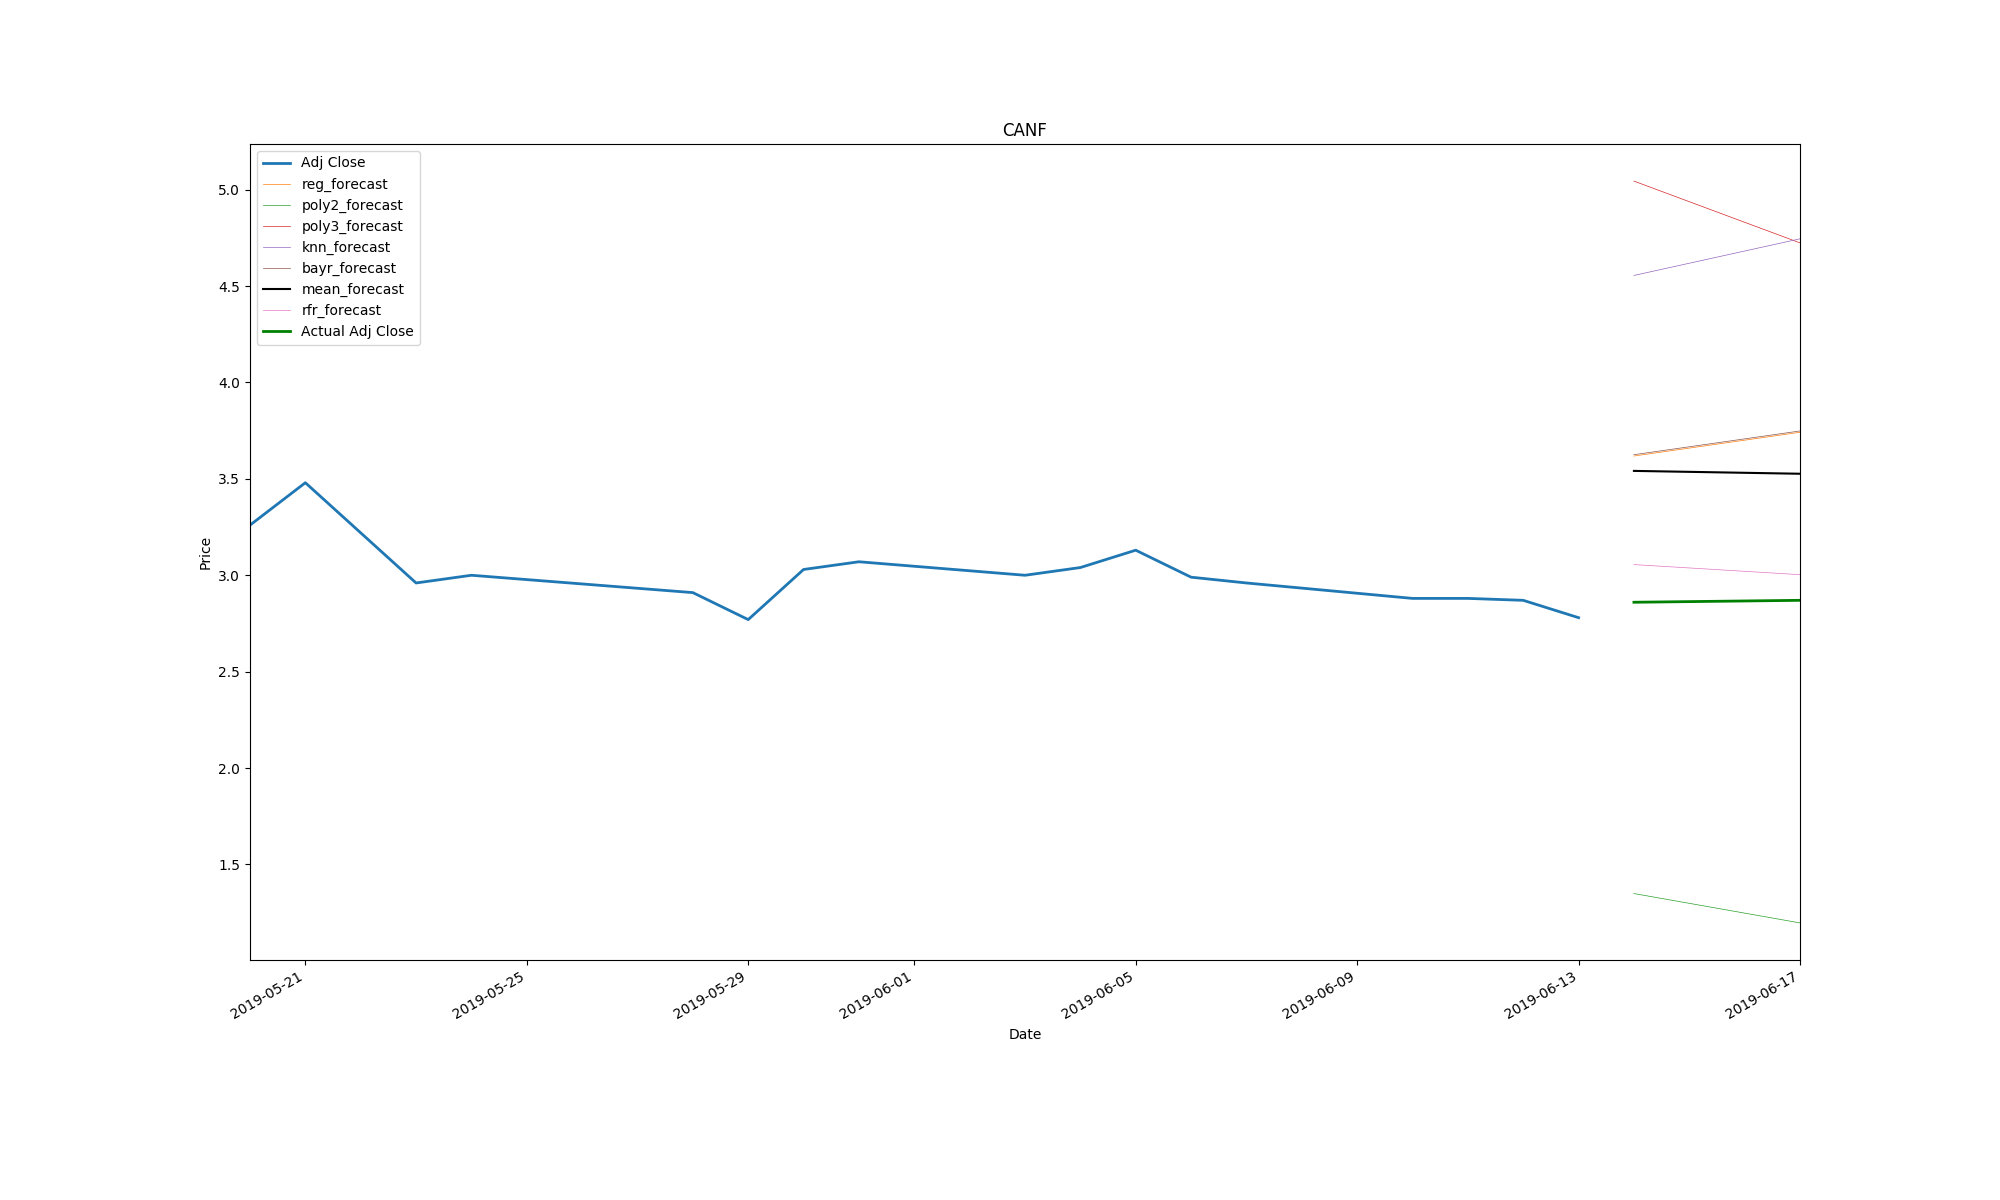 CANF
Adj Close
reg_forecast
poly2_forecast
poly3_forecast
knn_forecast
bayr_forecast
mean_forecast
rfr_forecast
Actual Adj Close
5.0
4.5
4.0
3.5
3.0
2.5
2.0
1.5
Price
2019-05-21
2019-05-25
2019-05-29
2019-06-01
2019-06-05
2019-06-09
2019-06-13
2019-06-17
Date